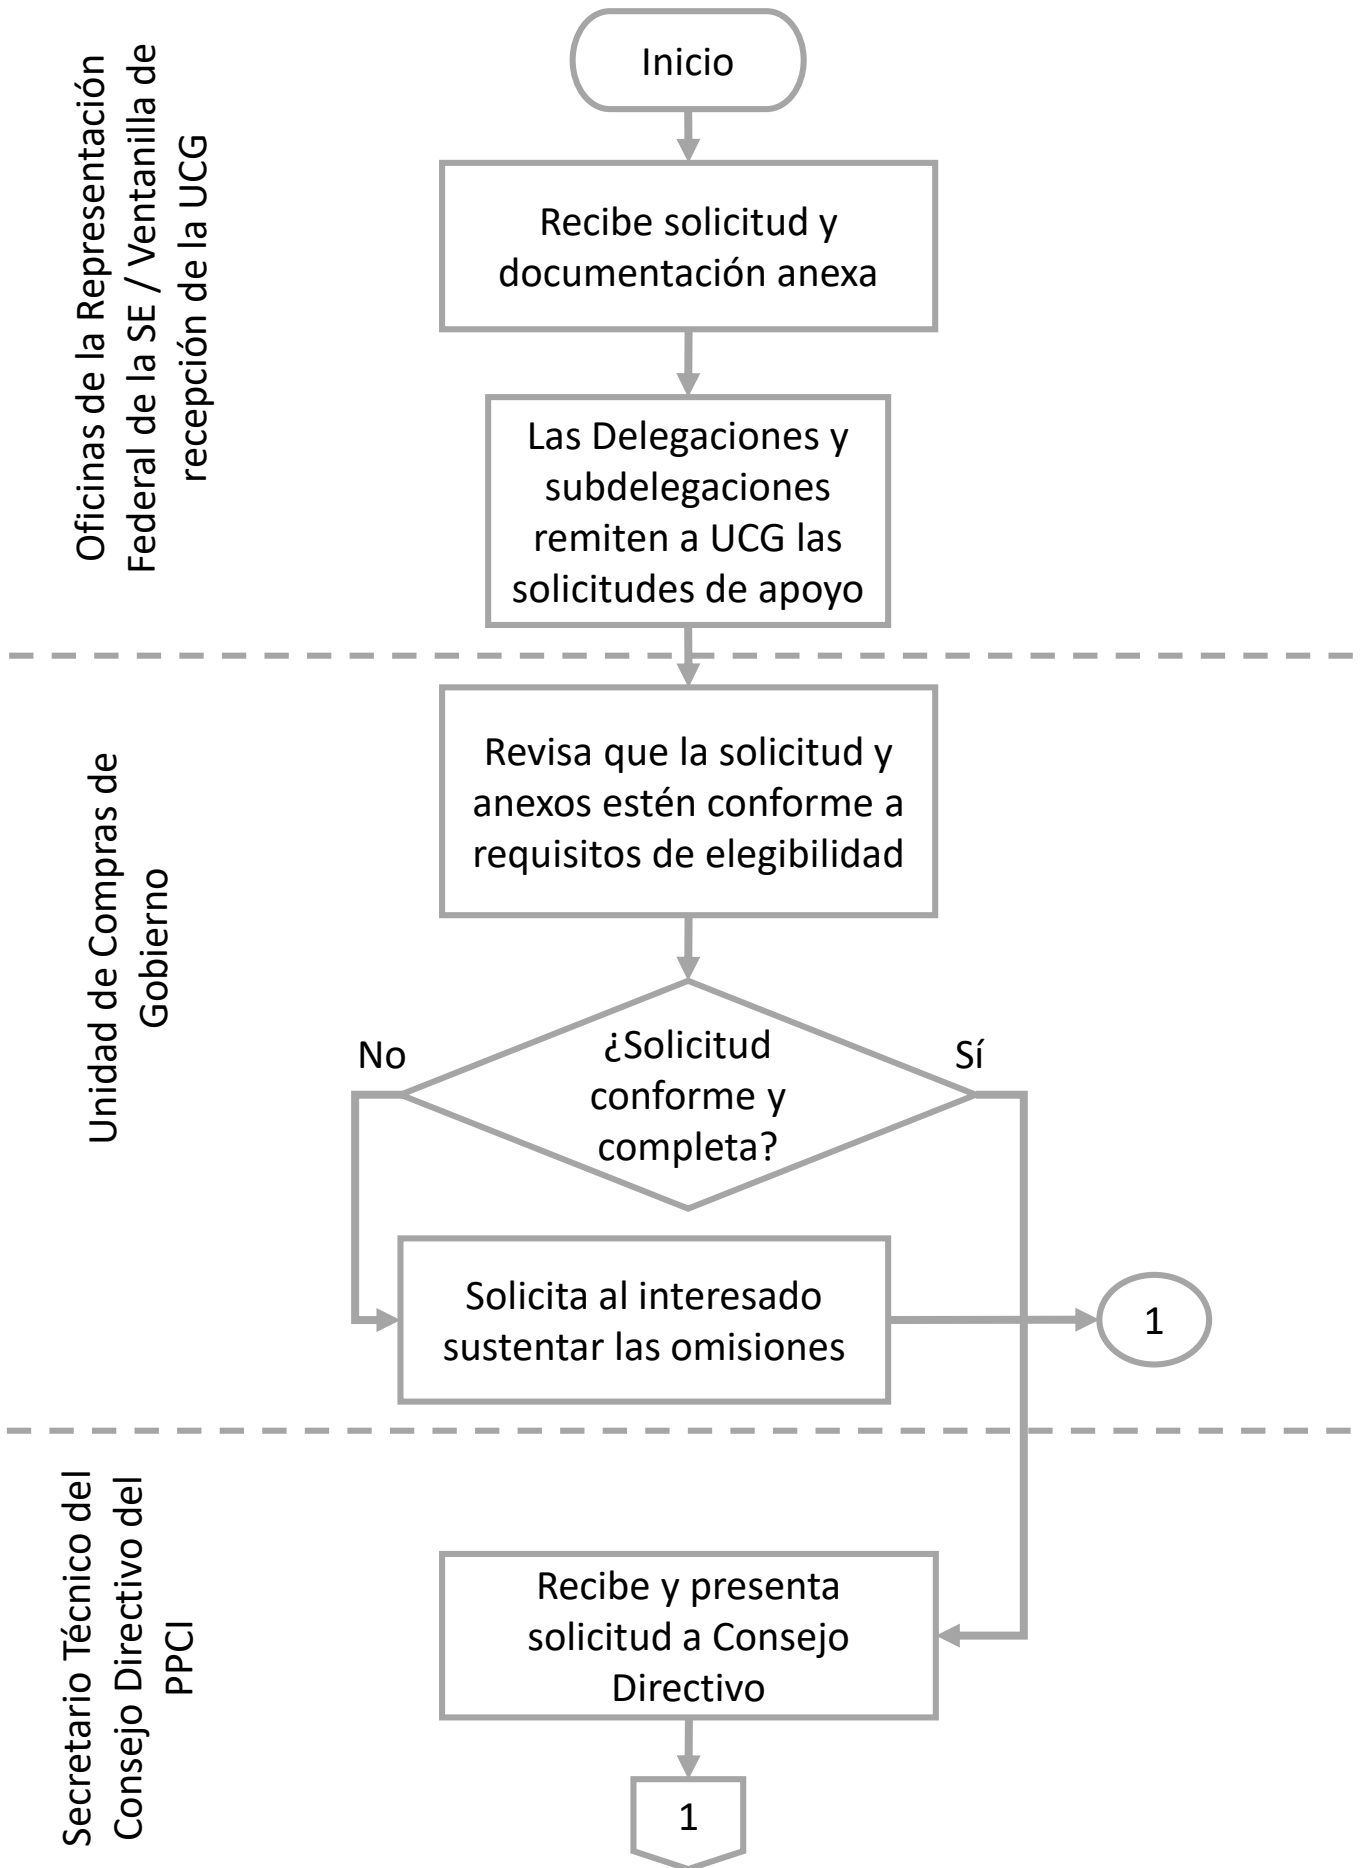 Oficinas de la Representación
Federal de la SE / Ventanilla de
recepción de la UCG
Inicio
Recibe solicitud y
documentación anexa
Las Delegaciones y
subdelegaciones
remiten a UCG las
solicitudes de apoyo
Unidad de Compras de
Gobierno
Revisa que la solicitud y
anexos estén conforme a
requisitos de elegibilidad
¿Solicitud
conforme y
completa?
No
Sí
Solicita al interesado
sustentar las omisiones
1
Secretario Técnico del
Consejo Directivo del
PPCI
Recibe y presenta
solicitud a Consejo
Directivo
1